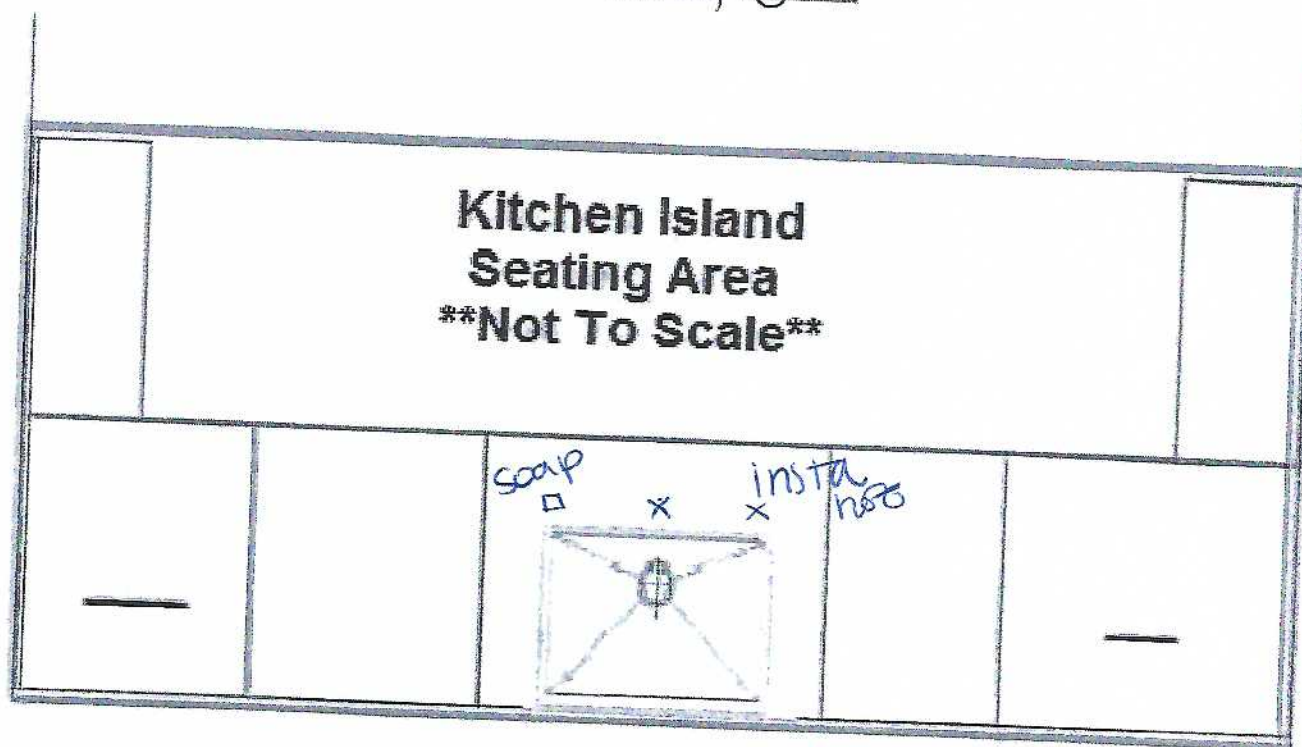 Kitchen Island
Seating Area
**Not To Scale**
soap
insta
hot